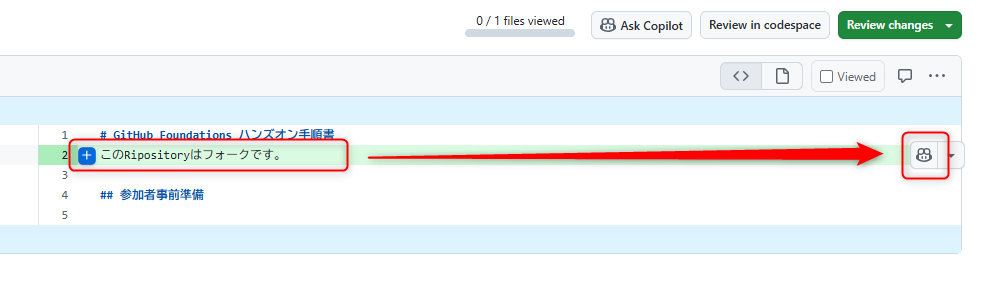 0 / 1 files viewed
Ask Copilot
Review in codespace
Review changes
Viewed
1 # GitHub Foundations ハンズオン手順書
2 このRipositoryはフォークです。
3
4 ## 参加者事前準備
5